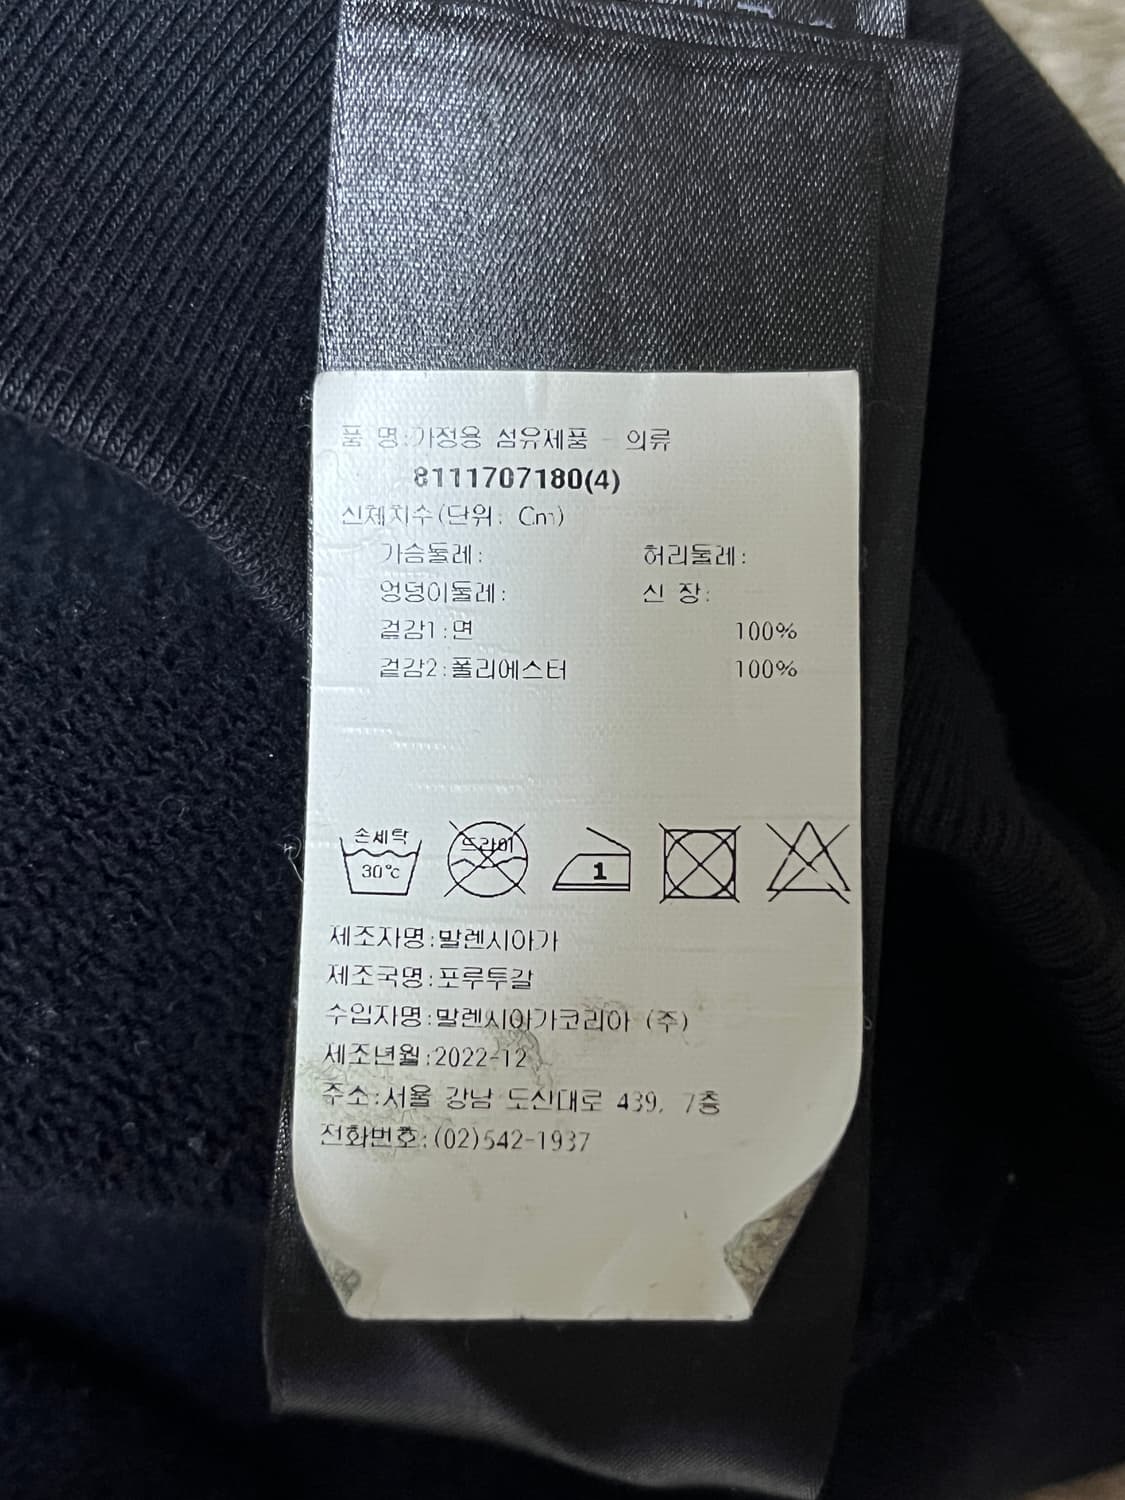 품 명:가정용 섬유제품 - 의류
8111707180(4)
신체치수(단위: Cm)
가슴둘레: 허리둘레:
엉덩이둘레: 신 장:
겉감1:면 100%
겉감2:폴리에스터 100%
손세탁 드라이
30℃ 1
제조자명:발렌시아가
제조국명:포루투갈
수입자명:발렌시아가코리아 (주)
제조년월:2022-12
주소:서울 강남 도산대로 439, 7층
전화번호:(02)542-1937